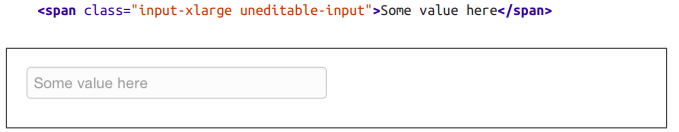 <span class="input-xlarge uneditable-input">Some value here</span>
Some value here